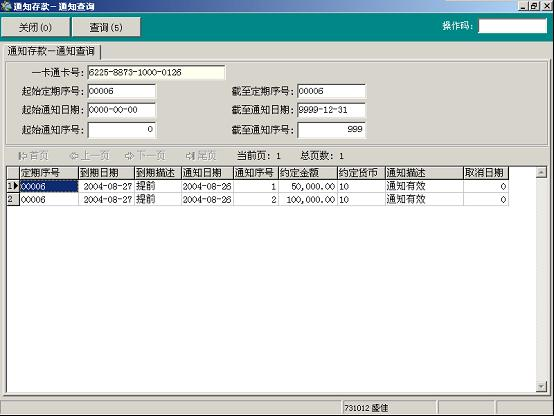 通知存款－通知查询
关闭(0) 查询(5) 操作码:
通知存款－通知查询
一卡通卡号: 6225-8873-1000-0126
起始定期序号: 00006 截至定期序号: 00006
起始通知日期: 0000-00-00 截至通知日期: 9999-12-31
起始通知序号: 0 截至通知序号: 999
首页 上一页 下一页 尾页 当前页: 1 总页数: 1
定期序号 到期日期 到期描述 通知日期 通知序号 约定金额 约定货币 通知描述 取消日期
1 00006 2004-08-27 提前 2004-08-26 1 50,000.00 10 通知有效 0
2 00006 2004-08-27 提前 2004-08-26 2 100,000.00 10 通知有效 0
731012 盛佳